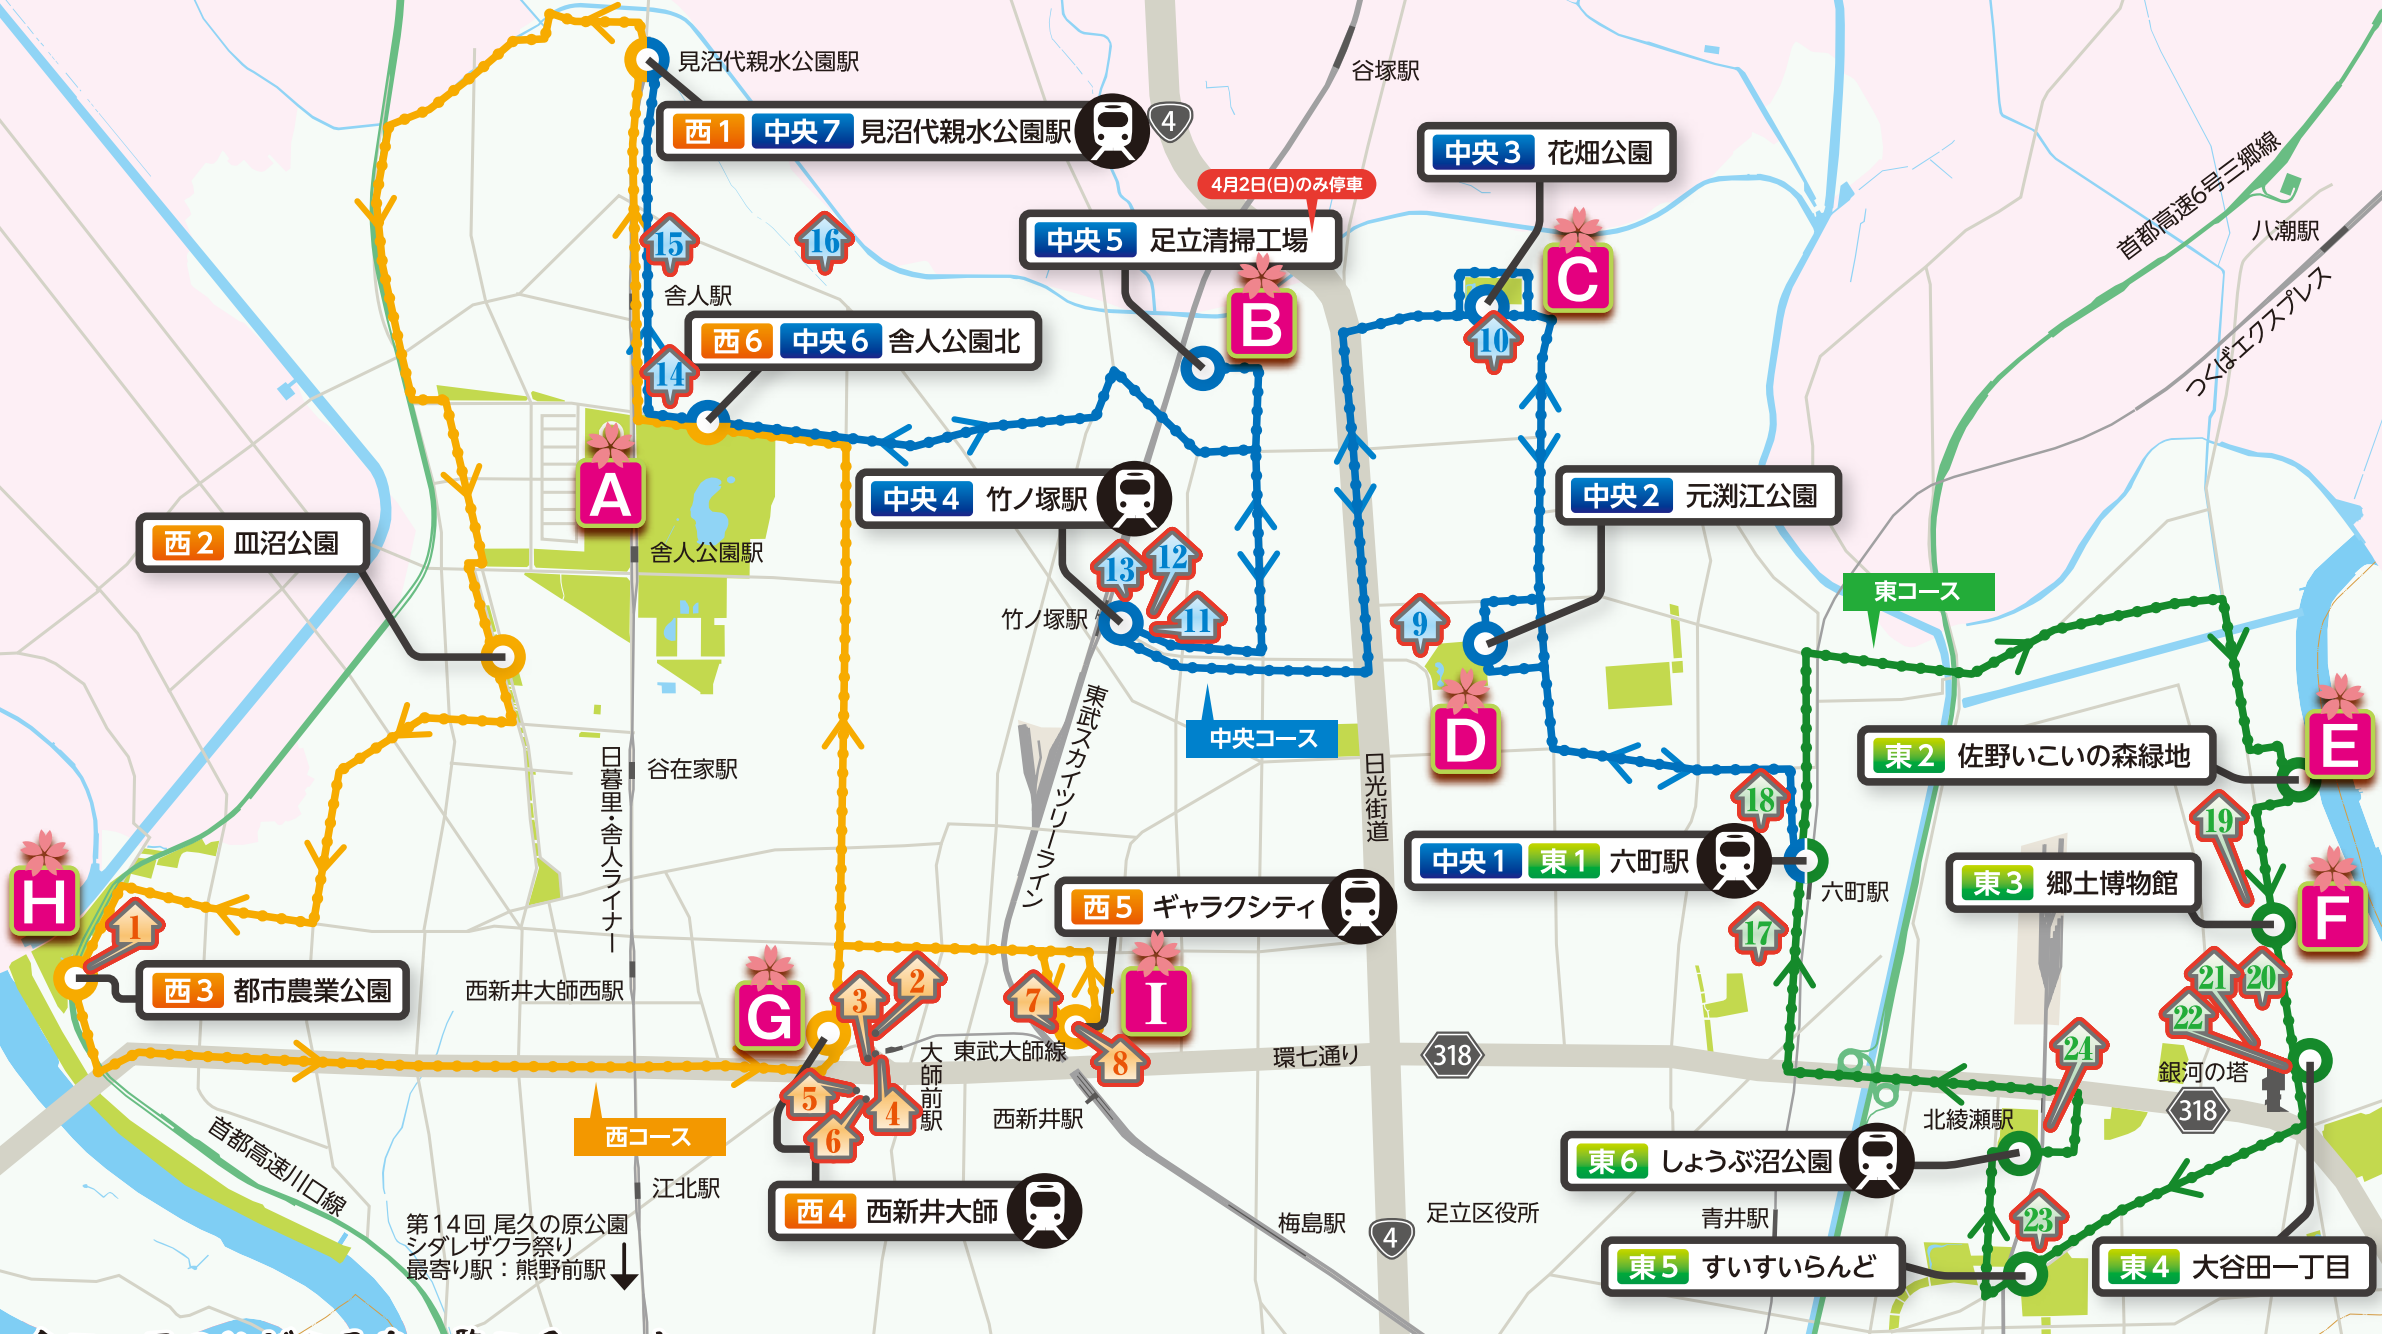 見沼代親水公園駅
谷塚駅
西1 中央7 見沼代親水公園駅
4
中央3 花畑公園
4月2日(日)のみ停車
中央5 足立清掃工場
首都高速6号三郷線
八潮駅
つくばエクスプレス
15
16
B
C
舎人駅
西6 中央6 舎人公園北
14
10
A
中央4 竹ノ塚駅
中央2 元渕江公園
西2 皿沼公園
舎人公園駅
13
12
11
竹ノ塚駅
9
東コース
東武スカイツリーライン
中央コース
D
日光街道
E
東2 佐野いこいの森緑地
日暮里・舎人ライナー
谷在家駅
18
19
中央1 東1 六町駅
六町駅
東3 郷土博物館
F
H
1
西5 ギャラクシティ
17
西3 都市農業公園
西新井大師西駅
G
3
2
7
I
8
21
20
22
24
大師前駅
東武大師線
環七通り
318
銀河の塔
318
5
4
6
西新井駅
北綾瀬駅
西コース
首都高速川口線
東6 しょうぶ沼公園
江北駅
西4 西新井大師
梅島駅
4
足立区役所
青井駅
23
第14回 尾久の原公園
シダレザクラ祭り
最寄り駅:熊野前駅
東5 すいすいらんど
東4 大谷田一丁目